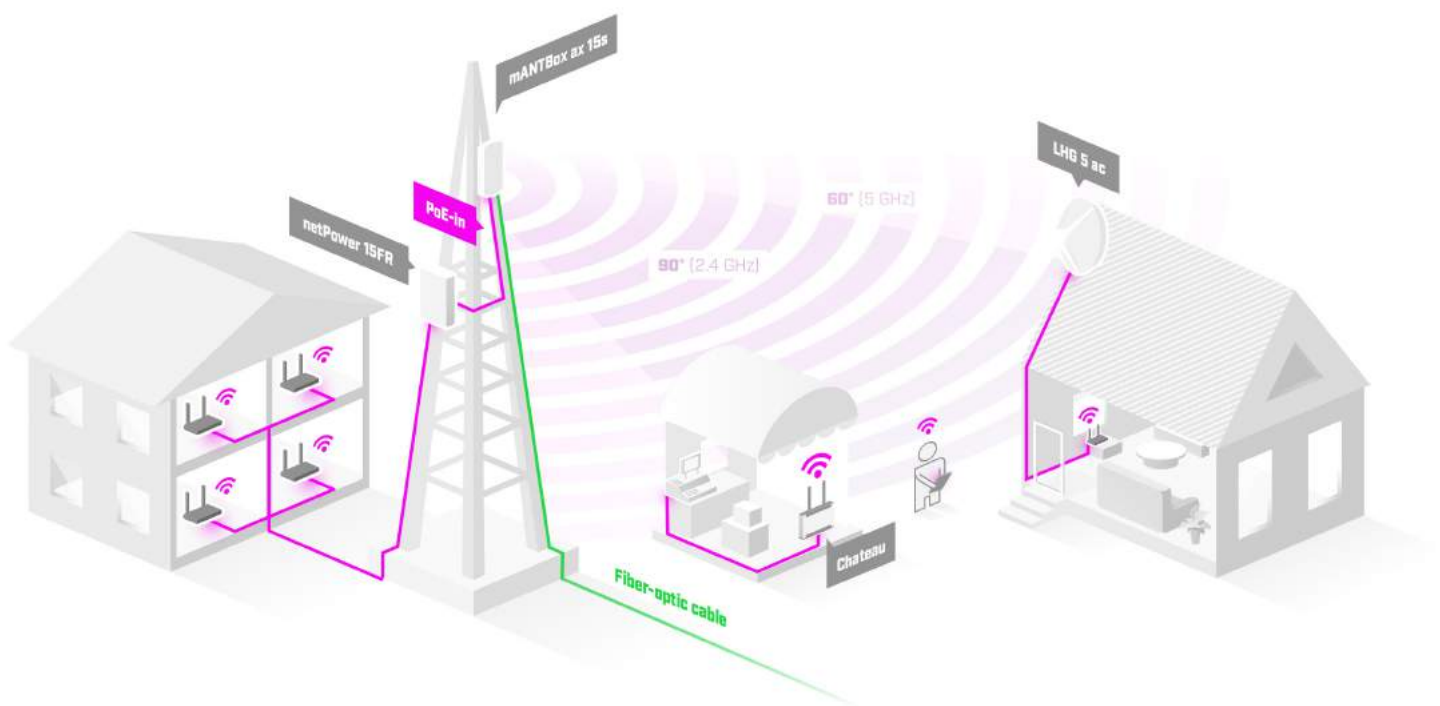 mANTBox ax 15s
LHG 5 ac
PoE-in
60° (5 GHz)
netPower 15FR
90° (2.4 GHz)
Chateau
Fiber-optic cable